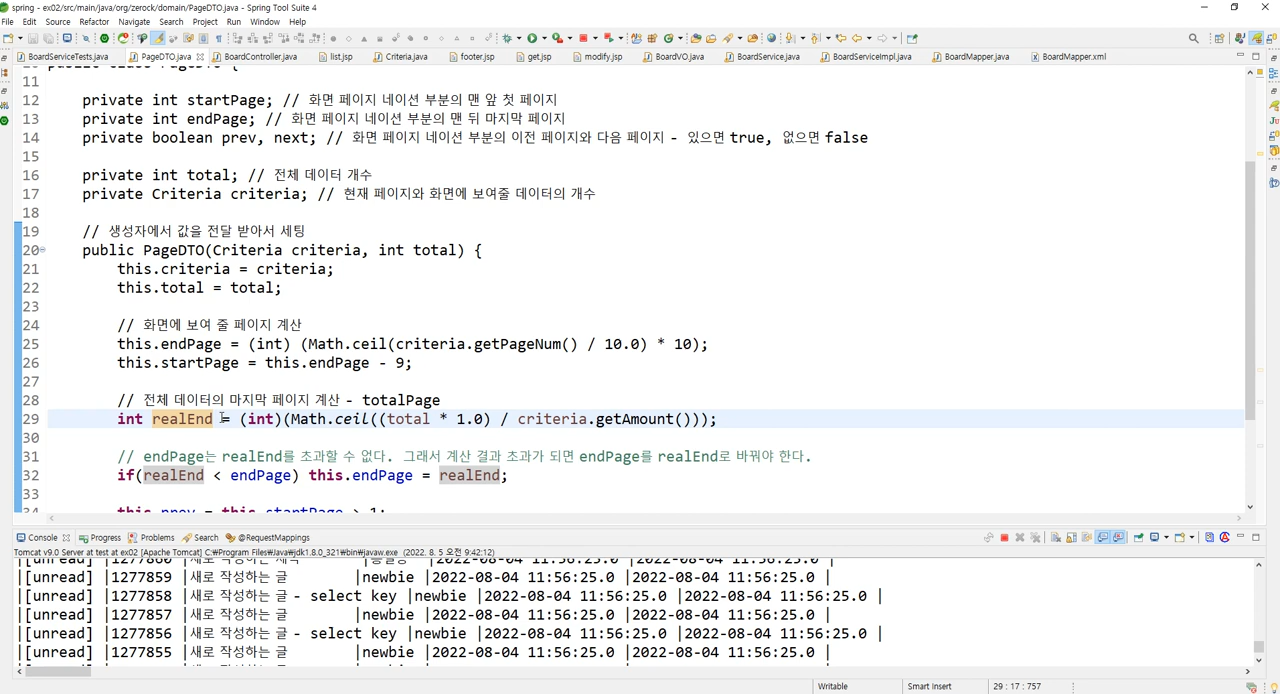 spring - ex02/src/main/java/org/zerock/domain/PageDTO.java - Spring Tool Suite 4
File Edit Source Refactor Navigate Search Project Run Window Help
BoardServiceTests.java PageDTO.java BoardController.java list.jsp Criteria.java footer.jsp get.jsp modify.jsp BoardVO.java BoardService.java BoardServiceImpl.java BoardMapper.java BoardMapper.xml
11
12 private int startPage; // 화면 페이지 네이션 부분의 맨 앞 첫 페이지
13 private int endPage; // 화면 페이지 네이션 부분의 맨 뒤 마지막 페이지
14 private boolean prev, next; // 화면 페이지 네이션 부분의 이전 페이지와 다음 페이지 - 있으면 true, 없으면 false
15
16 private int total; // 전체 데이터 개수
17 private Criteria criteria; // 현재 페이지와 화면에 보여줄 데이터의 개수
18
19 // 생성자에서 값을 전달 받아서 세팅
20 public PageDTO(Criteria criteria, int total) {
21 this.criteria = criteria;
22 this.total = total;
23
24 // 화면에 보여 줄 페이지 계산
25 this.endPage = (int) (Math.ceil(criteria.getPageNum() / 10.0) * 10);
26 this.startPage = this.endPage - 9;
27
28 // 전체 데이터의 마지막 페이지 계산 - totalPage
29 int realEnd = (int)(Math.ceil((total * 1.0) / criteria.getAmount()));
30
31 // endPage는 realEnd를 초과할 수 없다. 그래서 계산 결과 초과가 되면 endPage를 realEnd로 바꿔야 한다.
32 if(realEnd < endPage) this.endPage = realEnd;
33
this.prev = this.startPage > 1;
Console Progress Problems Search @RequestMappings
Tomcat v9.0 Server at test at ex02 [Apache Tomcat] C:₩Program Files₩Java₩jdk1.8.0_321₩bin₩javaw.exe (2022. 8. 5 오전 9:42:12)
|[unread] |1277859 |새로 작성하는 글 |newbie |2022-08-04 11:56:25.0 |2022-08-04 11:56:25.0 |
|[unread] |1277858 |새로 작성하는 글 - select key |newbie |2022-08-04 11:56:25.0 |2022-08-04 11:56:25.0 |
|[unread] |1277857 |새로 작성하는 글 |newbie |2022-08-04 11:56:25.0 |2022-08-04 11:56:25.0 |
|[unread] |1277856 |새로 작성하는 글 - select key |newbie |2022-08-04 11:56:25.0 |2022-08-04 11:56:25.0 |
|[unread] |1277855 |새로 작성하는 글 |newbie |2022-08-04 11:56:25.0 |2022-08-04 11:56:25.0 |
Writable Smart Insert 29 : 17 : 757